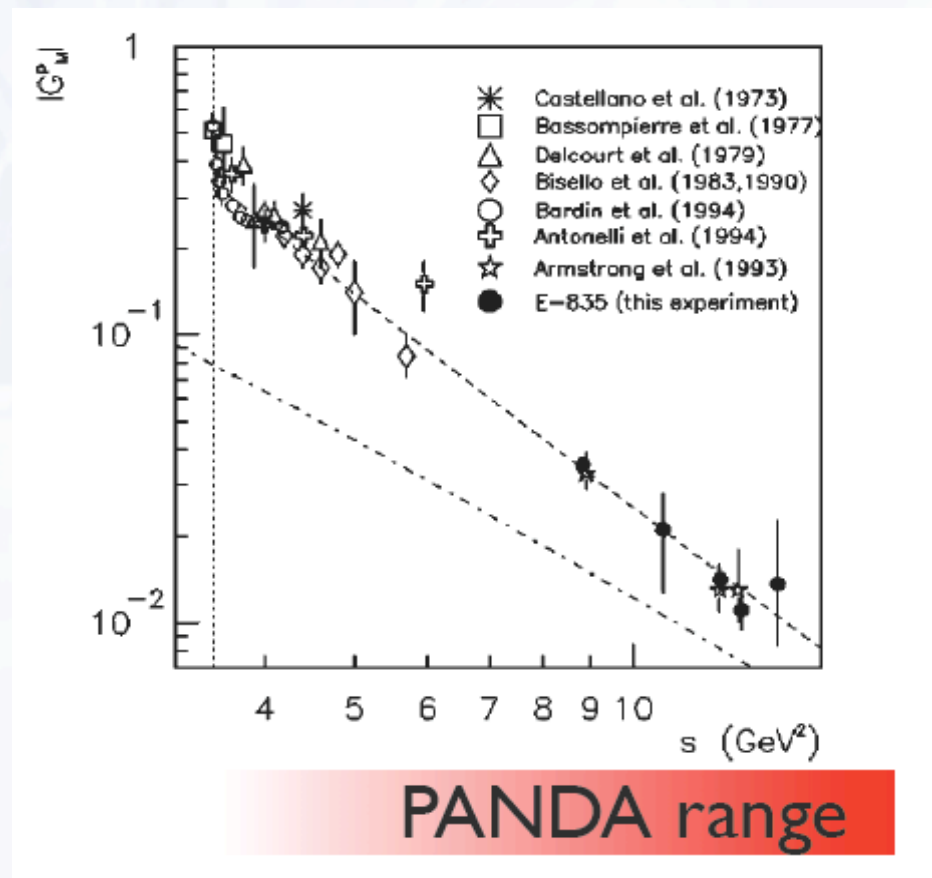 |G^P_M|
1
10^-1
10^-2
Castellano et al. (1973)
Bassompierre et al. (1977)
Delcourt et al. (1979)
Bisello et al. (1983,1990)
Bardin et al. (1994)
Antonelli et al. (1994)
Armstrong et al. (1993)
E-835 (this experiment)
4 5 6 7 8 9 10
s (GeV²)
PANDA range